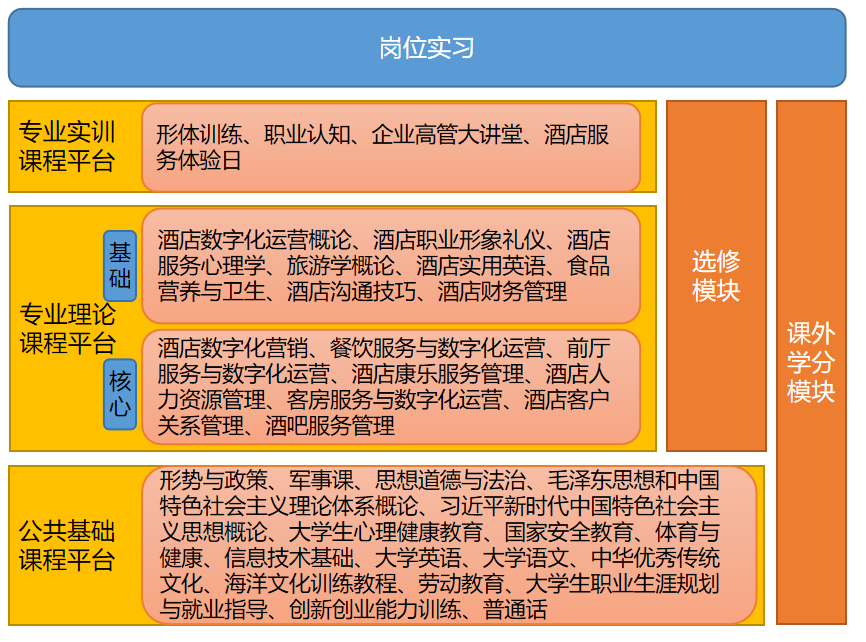 岗位实习
专业实训
课程平台
形体训练、职业认知、企业高管大讲堂、酒店服
务体验日
专业理论
课程平台
基
础
酒店数字化运营概论、酒店职业形象礼仪、酒店
服务心理学、旅游学概论、酒店实用英语、食品
营养与卫生、酒店沟通技巧、酒店财务管理
核
心
酒店数字化营销、餐饮服务与数字化运营、前厅
服务与数字化运营、酒店康乐服务管理、酒店人
力资源管理、客房服务与数字化运营、酒店客户
关系管理、酒吧服务管理
公共基础
课程平台
形势与政策、军事课、思想道德与法治、毛泽东思想和中国
特色社会主义理论体系概论、习近平新时代中国特色社会主
义思想概论、大学生心理健康教育、国家安全教育、体育与
健康、信息技术基础、大学英语、大学语文、中华优秀传统
文化、海洋文化训练教程、劳动教育、大学生职业生涯规划
与就业指导、创新创业能力训练、普通话
选修
模块
课外
学分
模块